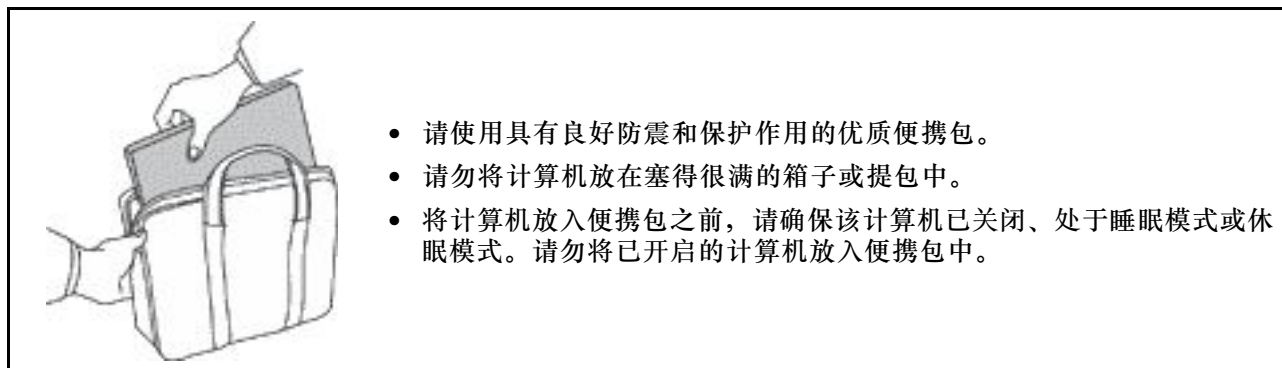 • 请使用具有良好防震和保护作用的优质便携包。
• 请勿将计算机放在塞得很满的箱子或提包中。
• 将计算机放入便携包之前，请确保该计算机已关闭、处于睡眠模式或休
眠模式。请勿将已开启的计算机放入便携包中。